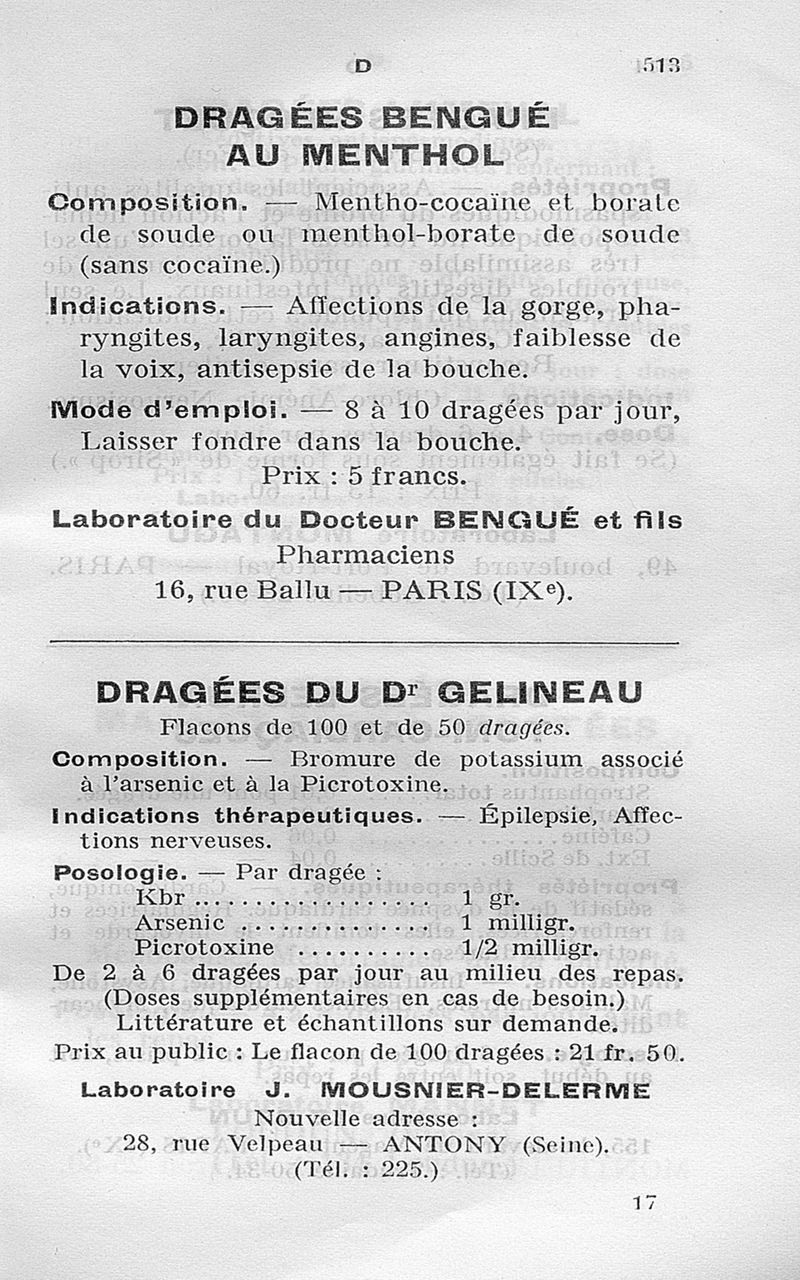 D 513
DRAGÉES BENGUÉ
AU MENTHOL
Composition. — Mentho-cocaïne et borate
de soude ou menthol-borate de soude
(sans cocaïne.)
Indications. — Affections de la gorge, pha-
ryngites, laryngites, angines, faiblesse de
la voix, antisepsie de la bouche.
Mode d'emploi. — 8 à 10 dragées par jour,
Laisser fondre dans la bouche.
Prix : 5 francs.
Laboratoire du Docteur BENGUÉ et fils
Pharmaciens
16, rue Ballu — PARIS (IXe).
DRAGÉES DU Dr GELINEAU
Flacons de 100 et de 50 dragées.
Composition. — Bromure de potassium associé
à l'arsenic et à la Picrotoxine.
Indications thérapeutiques. — Épilepsie, Affec-
tions nerveuses.
Posologie. — Par dragée :
Kbr .................. 1 gr.
Arsenic ............... 1 milligr.
Picrotoxine .......... 1/2 milligr.
De 2 à 6 dragées par jour au milieu des repas.
(Doses supplémentaires en cas de besoin.)
Littérature et échantillons sur demande.
Prix au public : Le flacon de 100 dragées : 21 fr. 50.
Laboratoire J. MOUSNIER-DELERME
Nouvelle adresse :
28, rue Velpeau — ANTONY (Seine).
(Tél. : 225.)
17